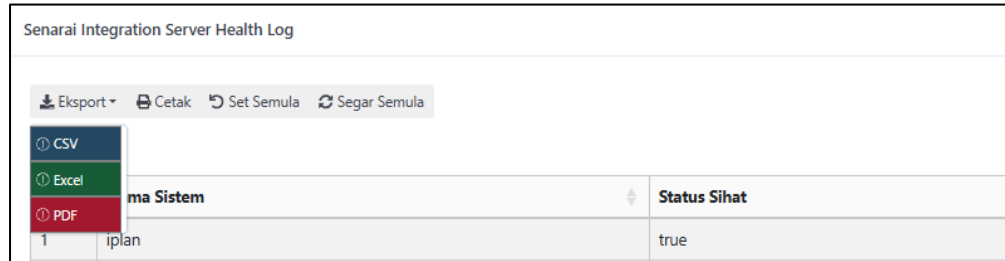 Senarai Integration Server Health Log
Eksport Cetak Set Semula Segar Semula
CSV
Excel
PDF
ma Sistem Status Sihat
1 iplan true